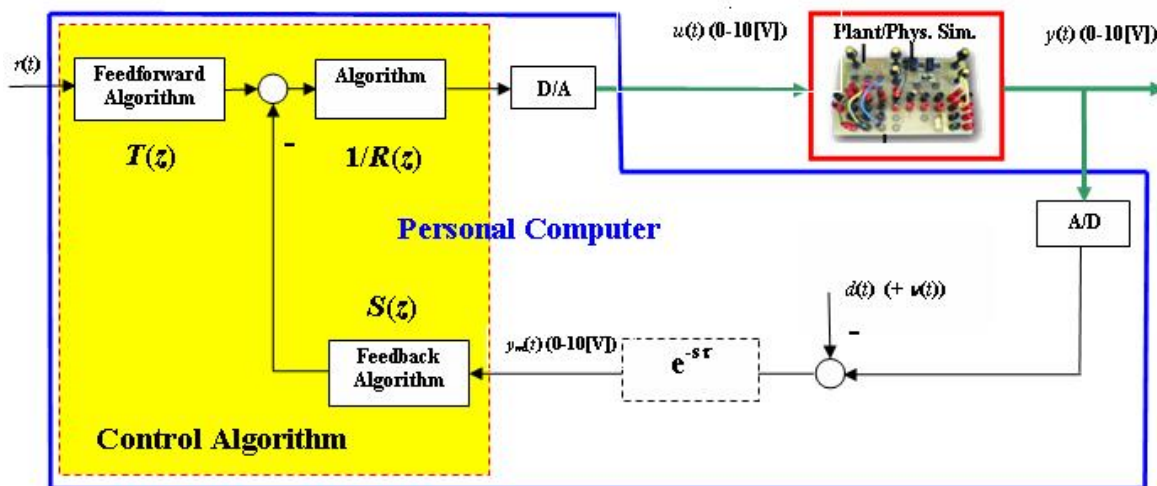 u(t) (0-10[V])
Plant/Phys. Sim.
y(t) (0-10[V])
r(t)
Feedforward
Algorithm
Algorithm
D/A
T(z)
-
1/R(z)
Personal Computer
A/D
S(z)
d(t) (+ ν(t))
-
Feedback
Algorithm
y_m(t) (0-10[V])
e^-sτ
Control Algorithm